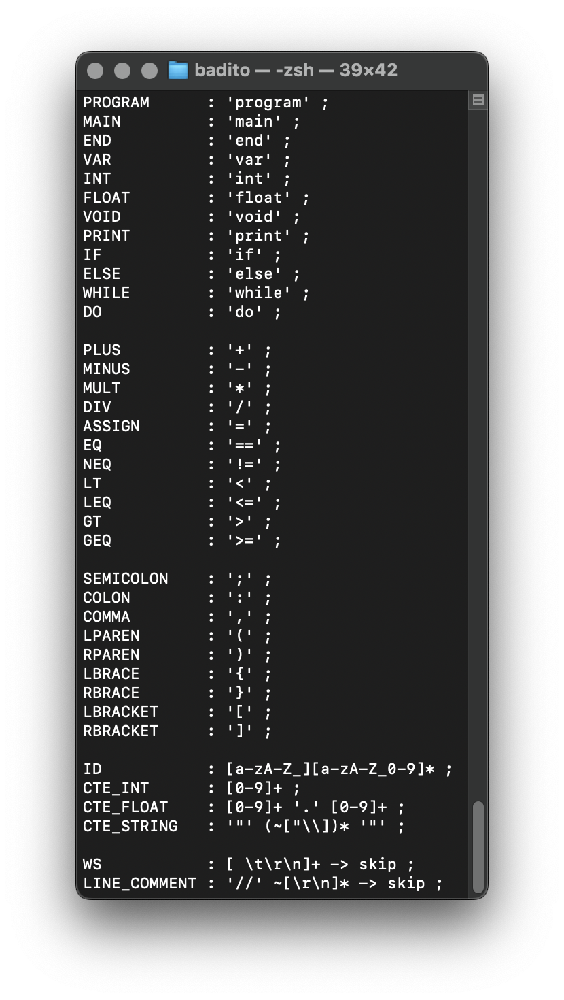 badito — -zsh — 39×42
PROGRAM      : 'program' ;
MAIN         : 'main' ;
END          : 'end' ;
VAR          : 'var' ;
INT          : 'int' ;
FLOAT        : 'float' ;
VOID         : 'void' ;
PRINT        : 'print' ;
IF           : 'if' ;
ELSE         : 'else' ;
WHILE        : 'while' ;
DO           : 'do' ;

PLUS         : '+' ;
MINUS        : '-' ;
MULT         : '*' ;
DIV          : '/' ;
ASSIGN       : '=' ;
EQ           : '==' ;
NEQ          : '!=' ;
LT           : '<' ;
LEQ          : '<=' ;
GT           : '>' ;
GEQ          : '>=' ;

SEMICOLON    : ';' ;
COLON        : ':' ;
COMMA        : ',' ;
LPAREN       : '(' ;
RPAREN       : ')' ;
LBRACE       : '{' ;
RBRACE       : '}' ;
LBRACKET     : '[' ;
RBRACKET     : ']' ;

ID           : [a-zA-Z_][a-zA-Z_0-9]* ;
CTE_INT      : [0-9]+ ;
CTE_FLOAT    : [0-9]+ '.' [0-9]+ ;
CTE_STRING   : '"' (~["\\])* '"' ;

WS           : [ \t\r\n]+ -> skip ;
LINE_COMMENT : '//' ~[\r\n]* -> skip ;